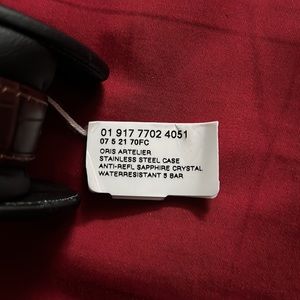 01 917 7702 4051
07 5 21 70FC
ORIS ARTELIER
STAINLESS STEEL CASE
ANTI-REFL SAPPHIRE CRYSTAL
WATERRESISTANT 5 BAR